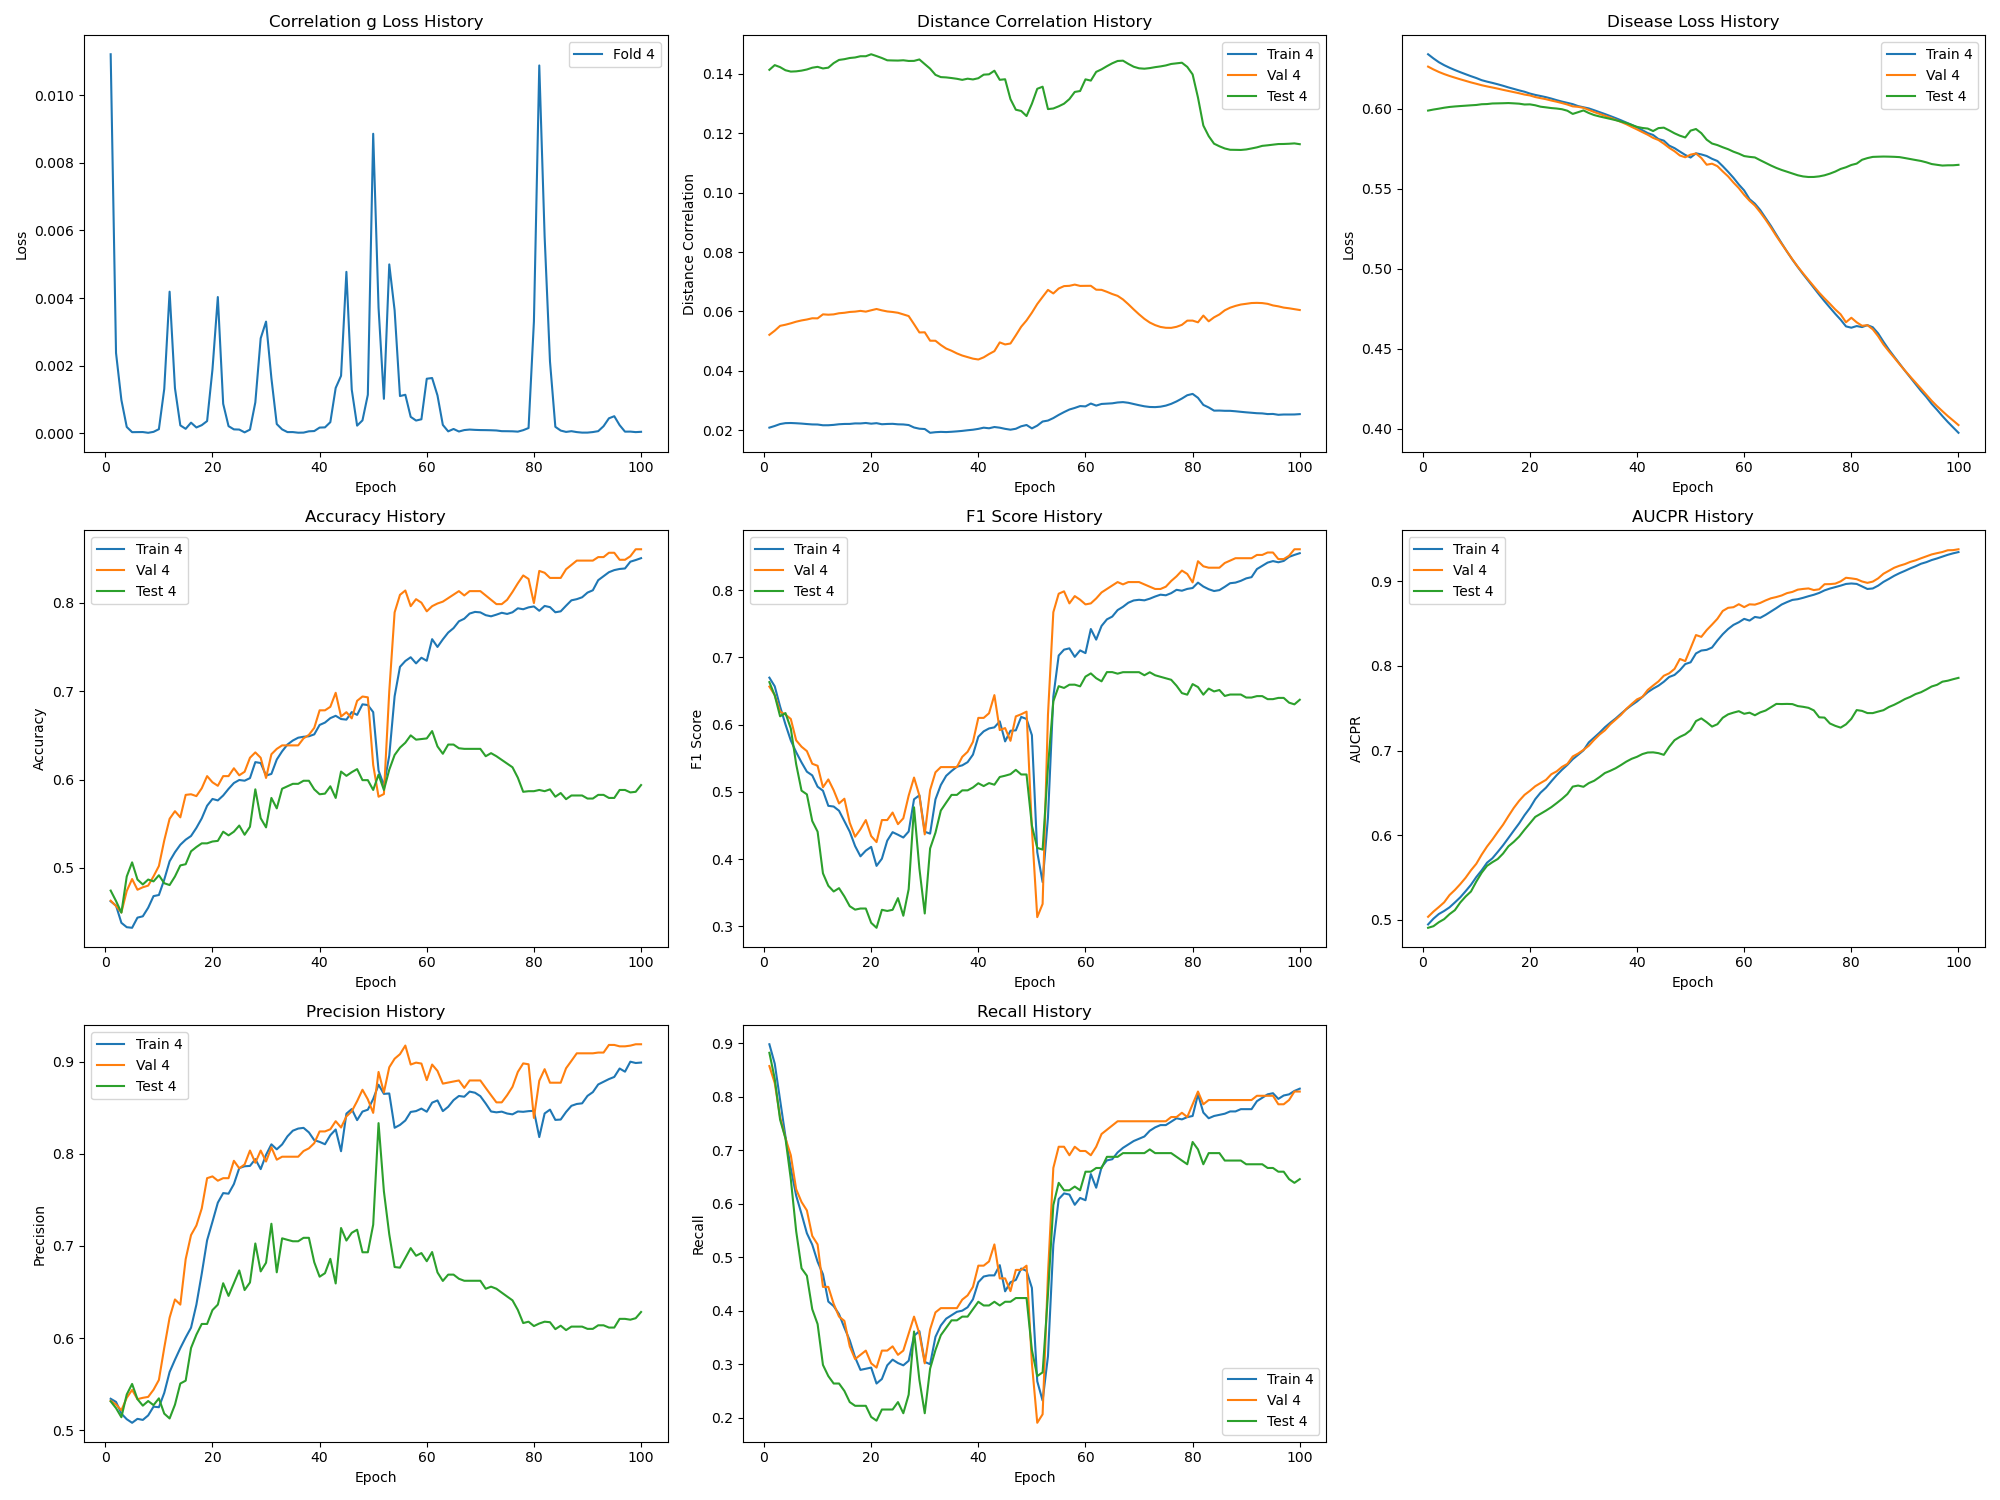 Correlation g Loss History
Fold 4
0.010
0.008
0.006
0.004
0.002
0.000
Loss
0 20 40 60 80 100
Epoch
Distance Correlation History
Train 4
Val 4
Test 4
0.14
0.12
0.10
0.08
0.06
0.04
0.02
Distance Correlation
0 20 40 60 80 100
Epoch
Disease Loss History
Train 4
Val 4
Test 4
0.60
0.55
0.50
0.45
0.40
Loss
0 20 40 60 80 100
Epoch
Accuracy History
Train 4
Val 4
Test 4
0.8
0.7
0.6
0.5
Accuracy
0 20 40 60 80 100
Epoch
F1 Score History
Train 4
Val 4
Test 4
0.8
0.7
0.6
0.5
0.4
0.3
F1 Score
0 20 40 60 80 100
Epoch
AUCPR History
Train 4
Val 4
Test 4
0.9
0.8
0.7
0.6
0.5
AUCPR
0 20 40 60 80 100
Epoch
Precision History
Train 4
Val 4
Test 4
0.9
0.8
0.7
0.6
0.5
Precision
0 20 40 60 80 100
Epoch
Recall History
0.9
0.8
0.7
0.6
0.5
0.4
0.3
0.2
Recall
Train 4
Val 4
Test 4
0 20 40 60 80 100
Epoch